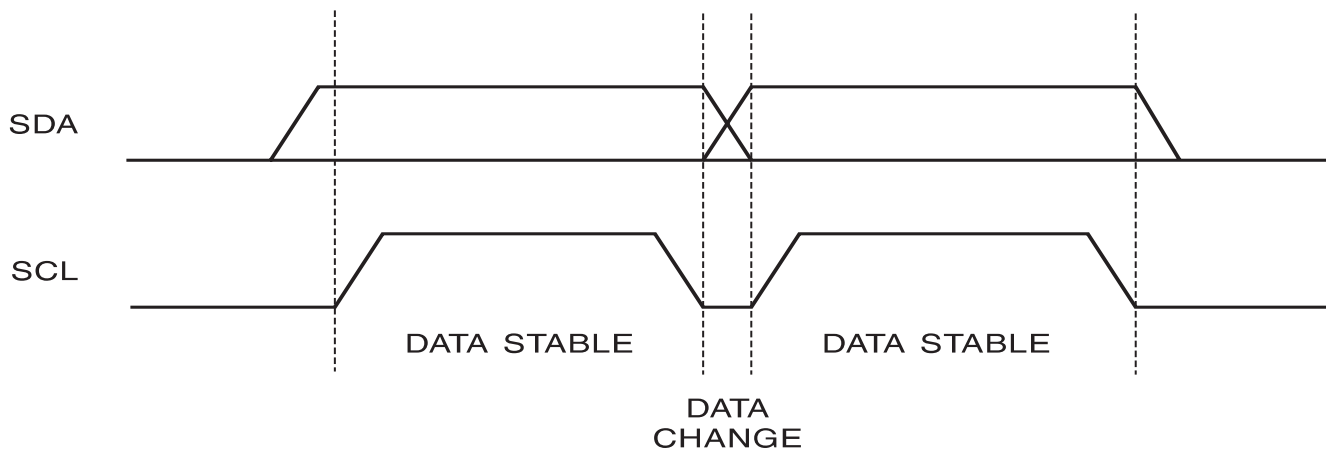 SDA
SCL
DATA STABLE
DATA STABLE
DATA
CHANGE